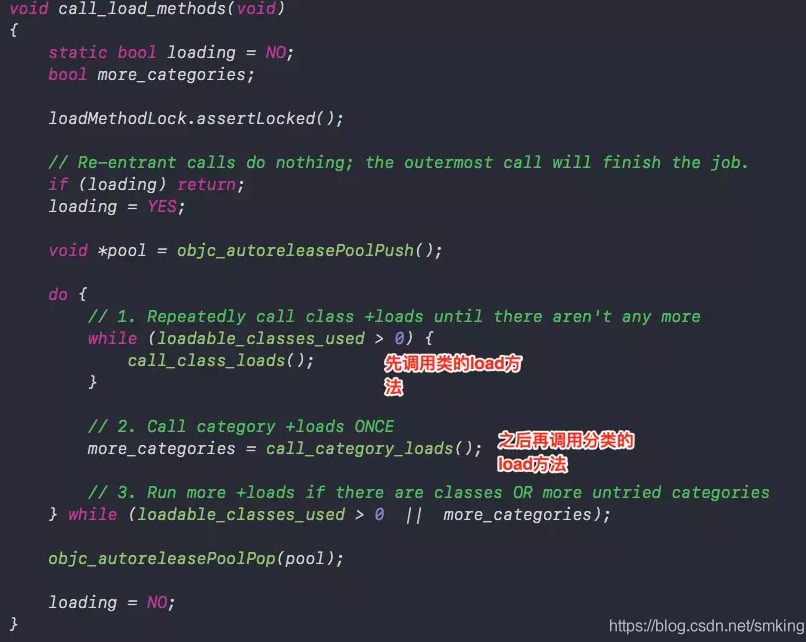 void call_load_methods(void)
{
    static bool loading = NO;
    bool more_categories;

    loadMethodLock.assertLocked();

    // Re-entrant calls do nothing; the outermost call will finish the job.
    if (loading) return;
    loading = YES;

    void *pool = objc_autoreleasePoolPush();

    do {
        // 1. Repeatedly call class +loads until there aren't any more
        while (loadable_classes_used > 0) {
            call_class_loads();
先调用类的load方
法
        }

        // 2. Call category +loads ONCE
        more_categories = call_category_loads();
之后再调用分类的
load方法

        // 3. Run more +loads if there are classes OR more untried categories
    } while (loadable_classes_used > 0  ||  more_categories);

    objc_autoreleasePoolPop(pool);

    loading = NO;
}
https://blog.csdn.net/smking